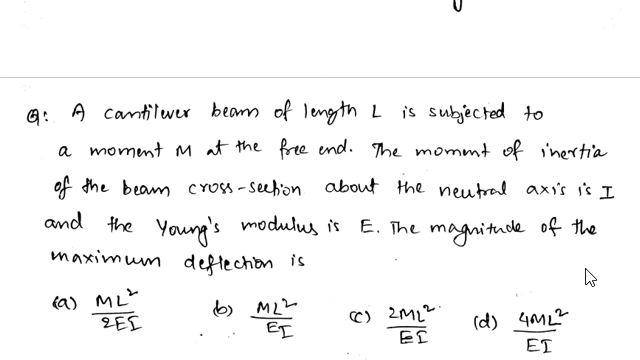 Q: A cantilever beam of length L is subjected to
a moment M at the free end. The moment of inertia
of the beam cross-section about the neutral axis is I
and the Young's modulus is E. The magnitude of the
maximum deflection is
(a) ML²/2EI (b) ML²/EI (c) 2ML²/EI (d) 4ML²/EI